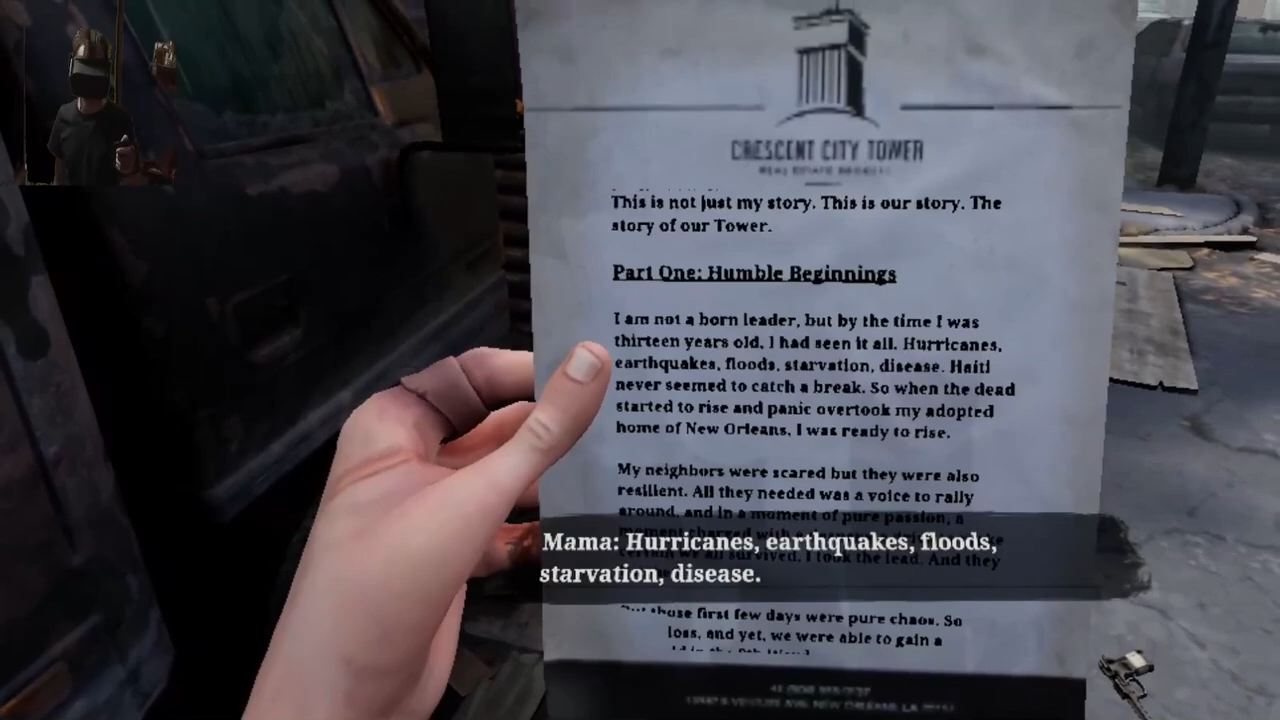 CRESCENT CITY TOWER
This is not just my story. This is our story. The
story of our Tower.
Part One: Humble Beginnings
I am not a born leader, but by the time I was
thirteen years old, I had seen it all. Hurricanes,
earthquakes, floods, starvation, disease. Haiti
never seemed to catch a break. So when the dead
started to rise and panic overtook my adopted
home of New Orleans, I was ready to rise.
My neighbors were scared but they were also
resilient. All they needed was a voice to rally
around, and in a moment of pure passion, a
Mama: Hurricanes, earthquakes, floods,
starvation, disease.
survived, I took the lead. And they
those first few days were pure chaos. So
loss, and yet, we were able to gain a